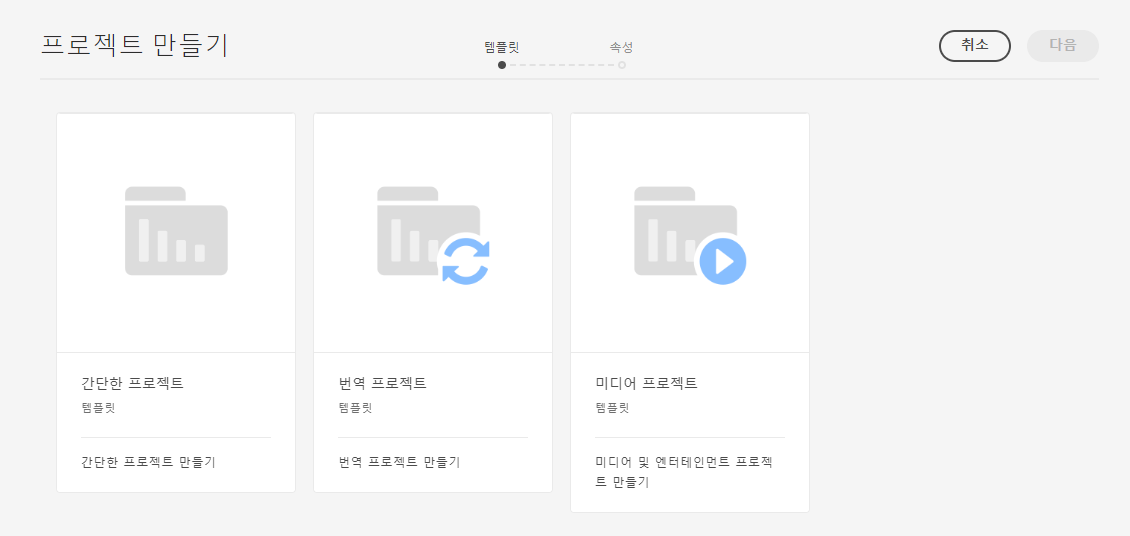 프로젝트 만들기
템플릿
속성
취소
다음
간단한 프로젝트
템플릿
간단한 프로젝트 만들기
번역 프로젝트
템플릿
번역 프로젝트 만들기
미디어 프로젝트
템플릿
미디어 및 엔터테인먼트 프로젝
트 만들기